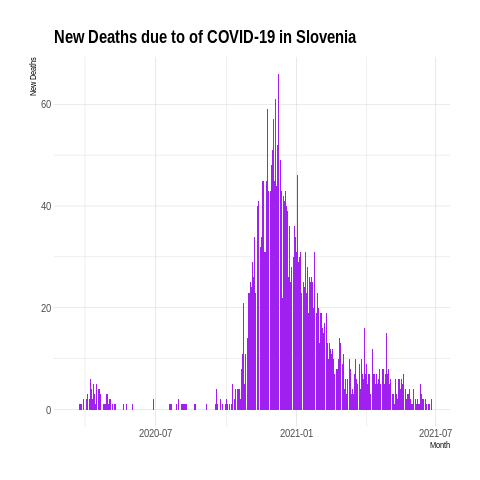 New Deaths due to of COVID-19 in Slovenia
New Deaths
60
40
20
0
2020-07
2021-01
2021-07
Month